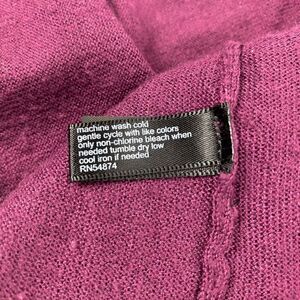 machine wash cold
gentle cycle with like colors
only non-chlorine bleach when
needed tumble dry low
cool iron if needed
RN54874